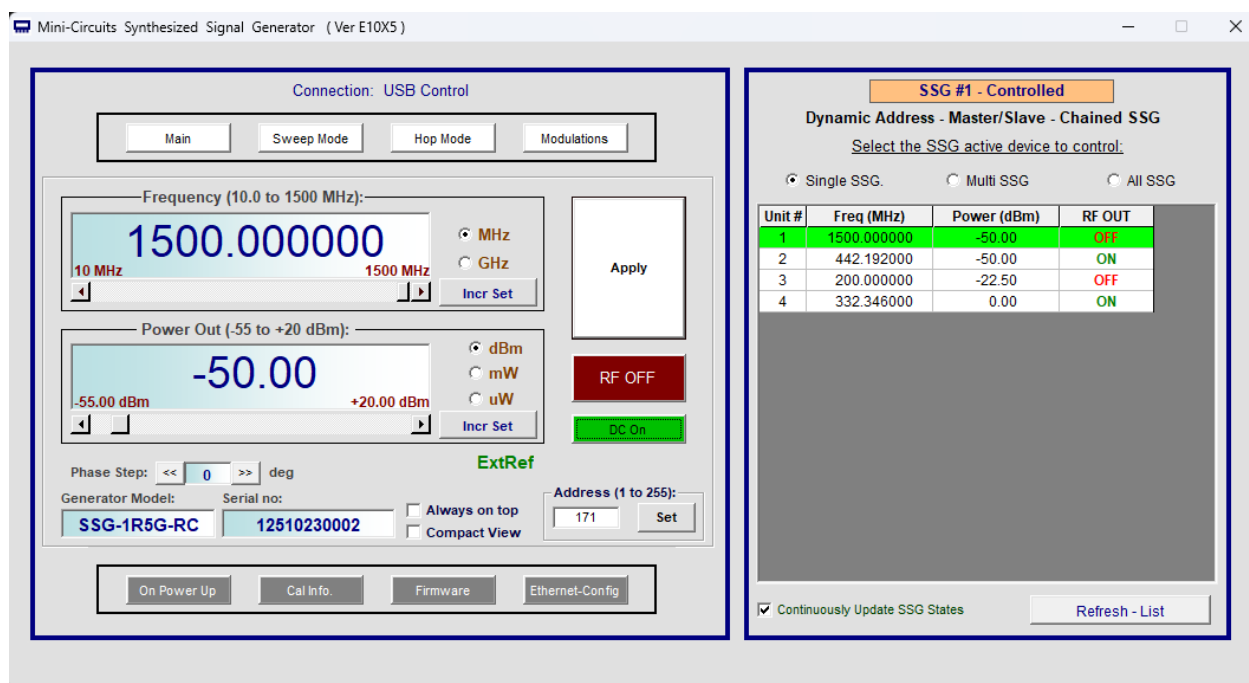 Mini-Circuits Synthesized Signal Generator ( Ver E10X5 )
Connection: USB Control
Main Sweep Mode Hop Mode Modulations
Frequency (10.0 to 1500 MHz):
1500.000000
10 MHz 1500 MHz
MHz
GHz
Incr Set
Apply
Power Out (-55 to +20 dBm):
-50.00
-55.00 dBm +20.00 dBm
dBm
mW
uW
Incr Set
RF OFF
DC On
Phase Step: << 0 >> deg
ExtRef
Generator Model: Serial no:
SSG-1R5G-RC 12510230002
Always on top
Compact View
Address (1 to 255):
171 Set
On Power Up Cal Info. Firmware Ethernet-Config
SSG #1 - Controlled
Dynamic Address - Master/Slave - Chained SSG
Select the SSG active device to control:
Single SSG. Multi SSG All SSG
Unit # Freq (MHz) Power (dBm) RF OUT
1 1500.000000 -50.00 OFF
2 442.192000 -50.00 ON
3 200.000000 -22.50 OFF
4 332.346000 0.00 ON
Continuously Update SSG States Refresh - List